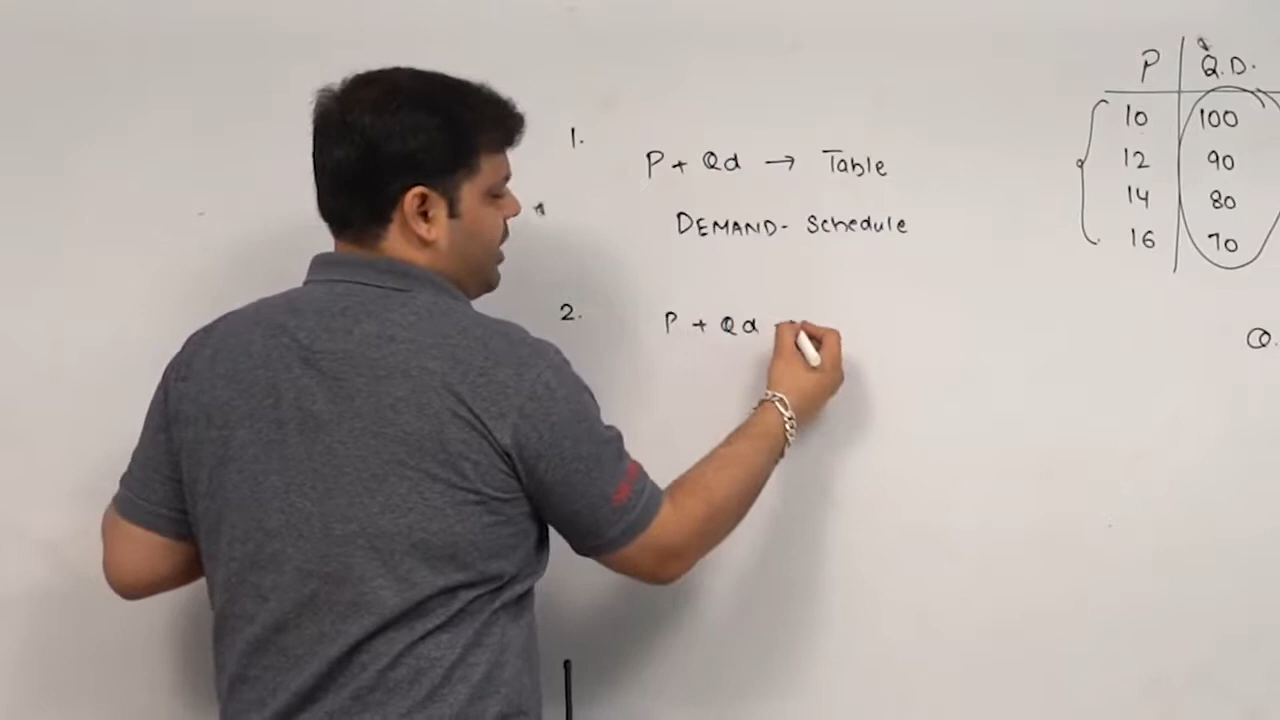 1.
P + Qd → Table
DEMAND- Schedule
2.
P + Qd
P Q.D.
10 100
12 90
14 80
16 70
Q.